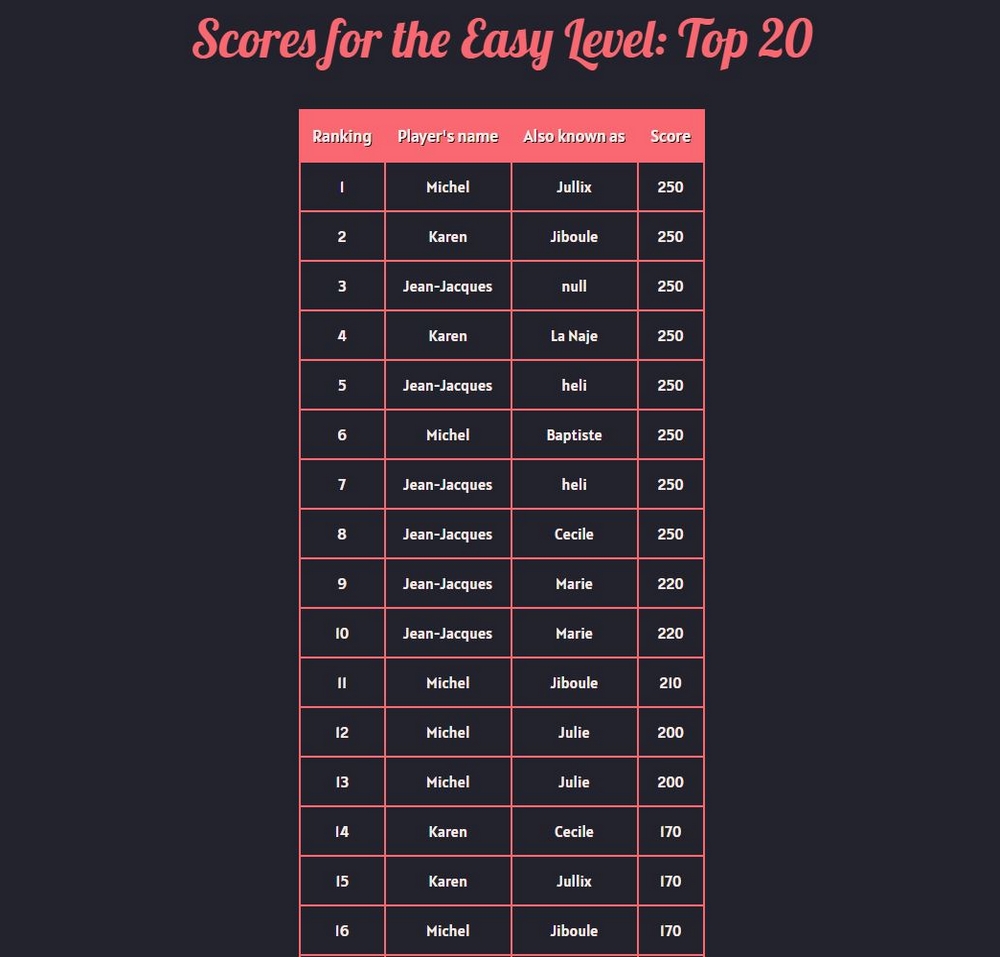 Scores for the Easy Level: Top 20
Ranking Player's name Also known as Score
1 Michel Jullix 250
2 Karen Jiboule 250
3 Jean-Jacques null 250
4 Karen La Naje 250
5 Jean-Jacques heli 250
6 Michel Baptiste 250
7 Jean-Jacques heli 250
8 Jean-Jacques Cecile 250
9 Jean-Jacques Marie 220
10 Jean-Jacques Marie 220
11 Michel Jiboule 210
12 Michel Julie 200
13 Michel Julie 200
14 Karen Cecile 170
15 Karen Jullix 170
16 Michel Jiboule 170